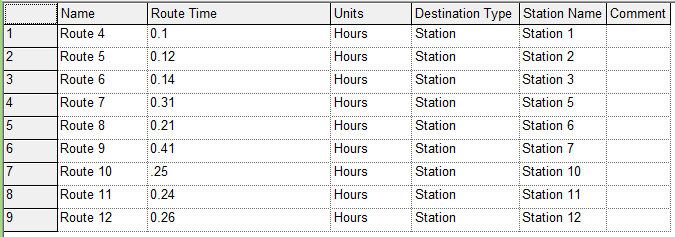 Name Route Time Units Destination Type Station Name Comment
1 Route 4 0.1 Hours Station Station 1
2 Route 5 0.12 Hours Station Station 2
3 Route 6 0.14 Hours Station Station 3
4 Route 7 0.31 Hours Station Station 5
5 Route 8 0.21 Hours Station Station 6
6 Route 9 0.41 Hours Station Station 7
7 Route 10 .25 Hours Station Station 10
8 Route 11 0.24 Hours Station Station 11
9 Route 12 0.26 Hours Station Station 12